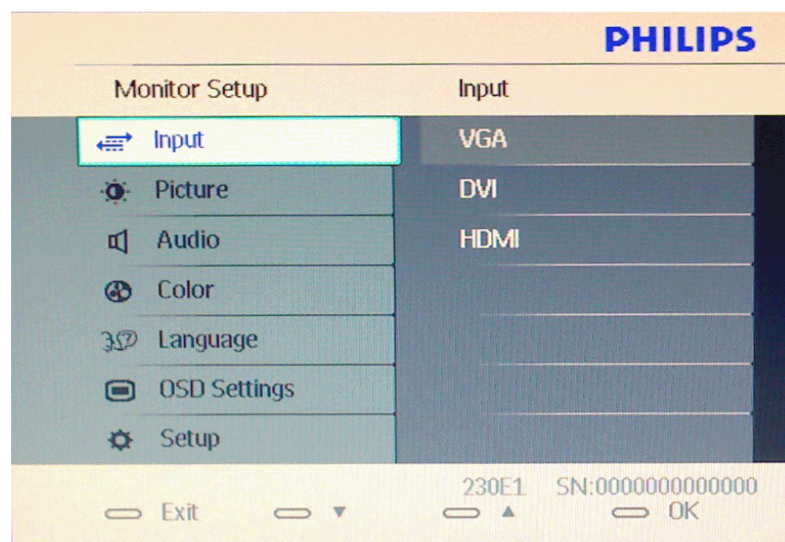 PHILIPS
Monitor Setup Input
Input VGA
Picture DVI
Audio HDMI
Color
Language
OSD Settings
Setup
230E1 SN:0000000000000
Exit ▼ ▲ OK